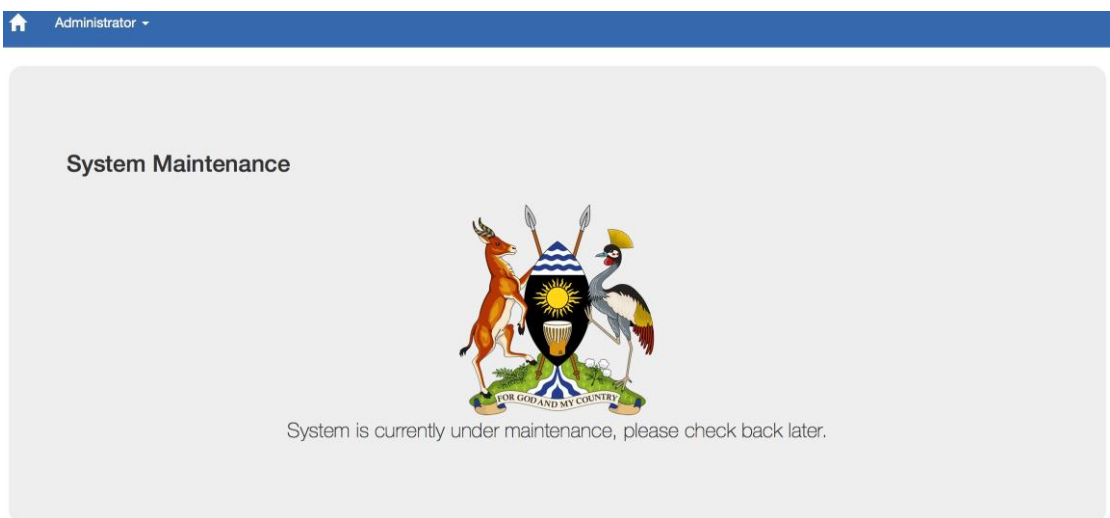 Administrator
System Maintenance
FOR GOD AND MY COUNTRY
System is currently under maintenance, please check back later.